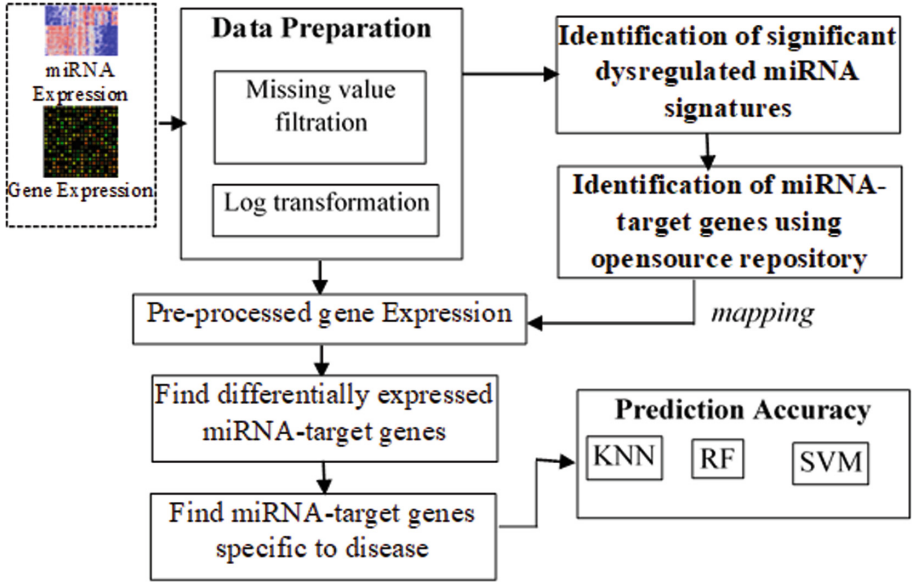 miRNA
Expression
Gene Expression
Data Preparation
Missing value
filtration
Log transformation
Identification of significant
dysregulated miRNA
signatures
Identification of miRNA-
target genes using
opensource repository
mapping
Pre-processed gene Expression
Find differentially expressed
miRNA-target genes
Find miRNA-target genes
specific to disease
Prediction Accuracy
KNN
RF
SVM